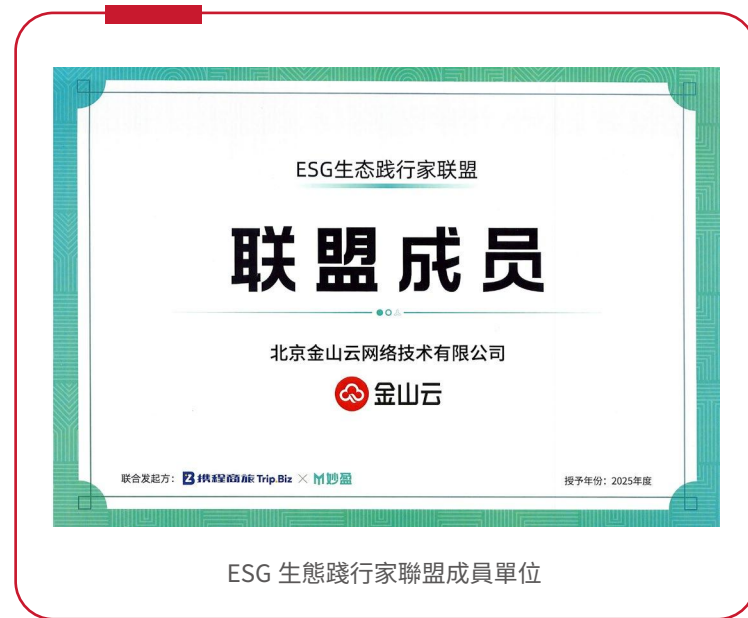 ESG生态践行家联盟
联盟成员
北京金山云网络技术有限公司
金山云
联合发起方： 携程商旅 Trip.Biz × 妙盈
授予年份：2025年度
ESG 生態踐行家聯盟成員單位